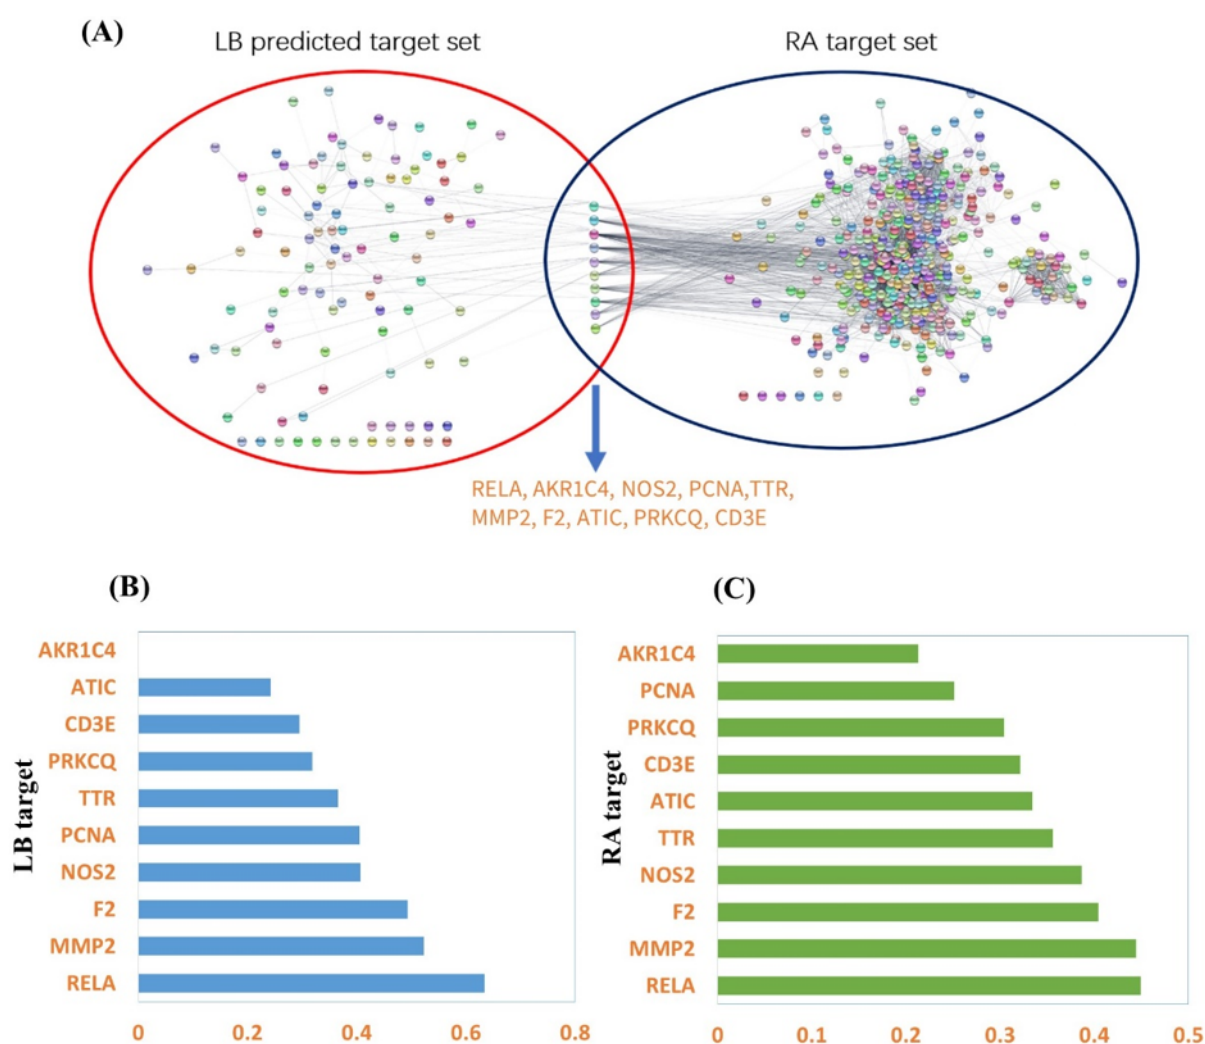 (A)
LB predicted target set
RA target set
RELA, AKR1C4, NOS2, PCNA,TTR,
MMP2, F2, ATIC, PRKCQ, CD3E
(B)
LB target
AKR1C4
ATIC
CD3E
PRKCQ
TTR
PCNA
NOS2
F2
MMP2
RELA
0 0.2 0.4 0.6 0.8
(C)
RA target
AKR1C4
PCNA
PRKCQ
CD3E
ATIC
TTR
NOS2
F2
MMP2
RELA
0 0.1 0.2 0.3 0.4 0.5